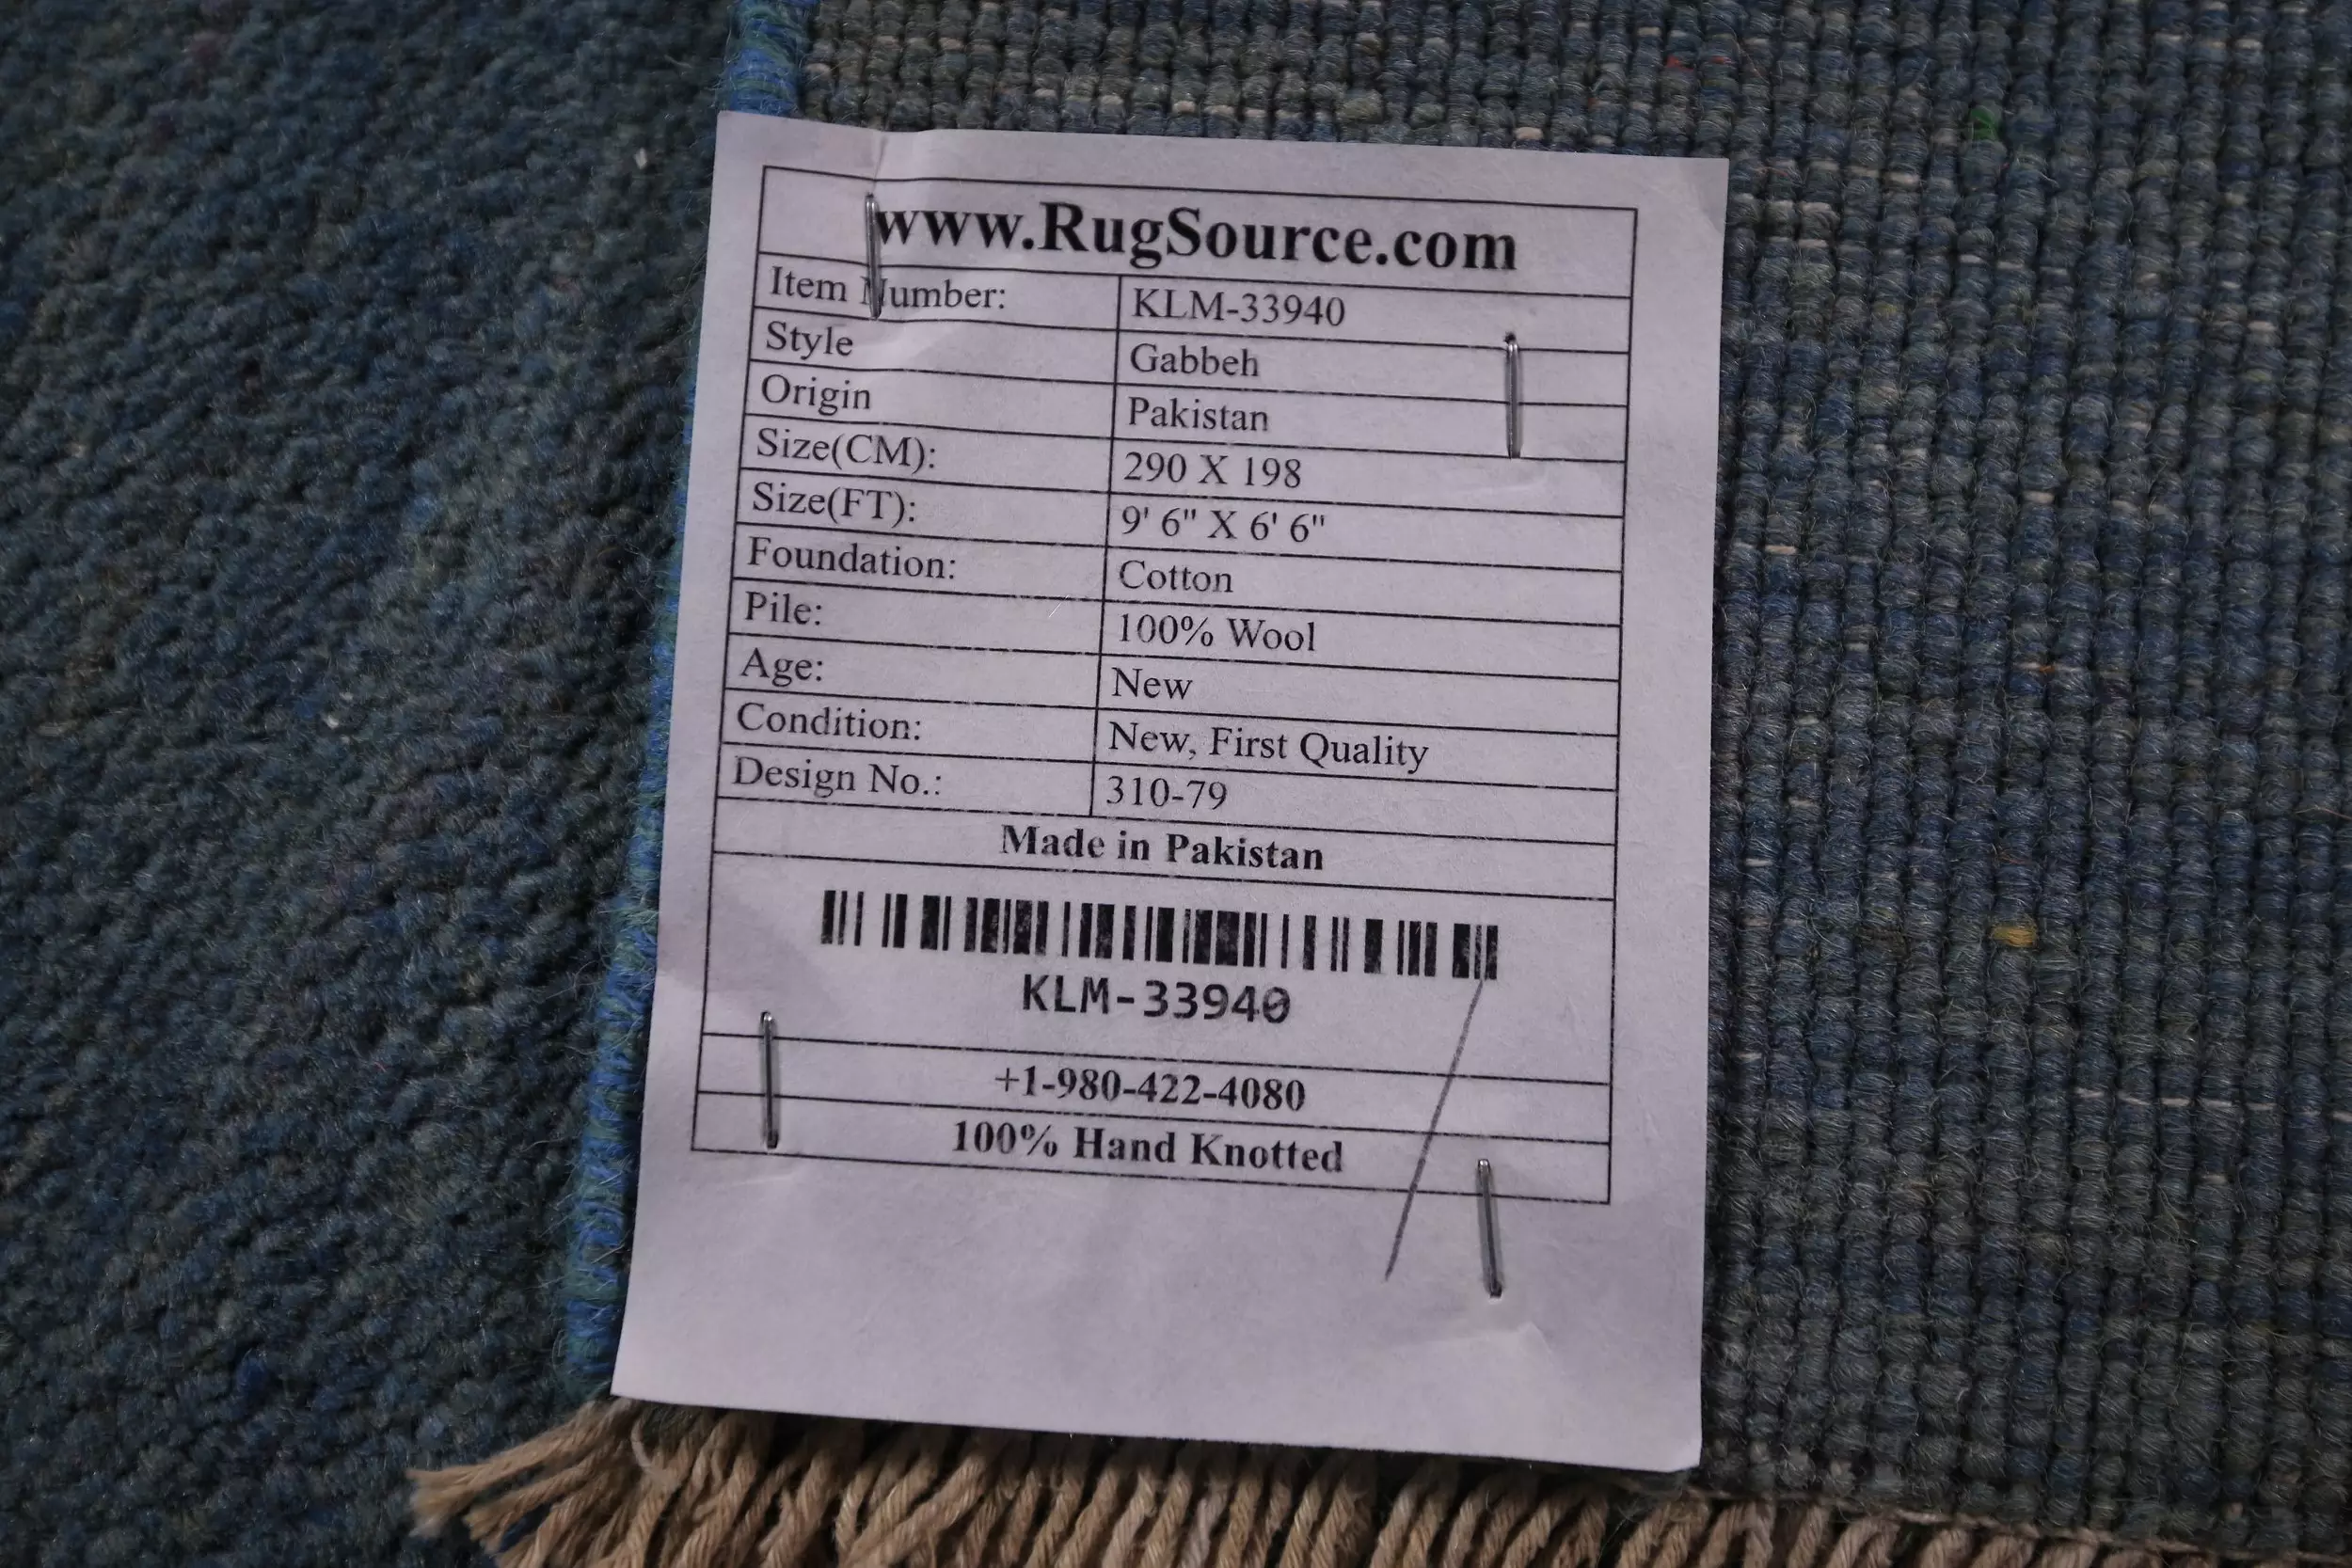 www.RugSource.com
Item Number: KLM-33940
Style Gabbeh
Origin Pakistan
Size(CM): 290 X 198
Size(FT): 9' 6" X 6' 6"
Foundation: Cotton
Pile: 100% Wool
Age: New
Condition: New, First Quality
Design No.: 310-79
Made in Pakistan
KLM-33940
+1-980-422-4080
100% Hand Knotted